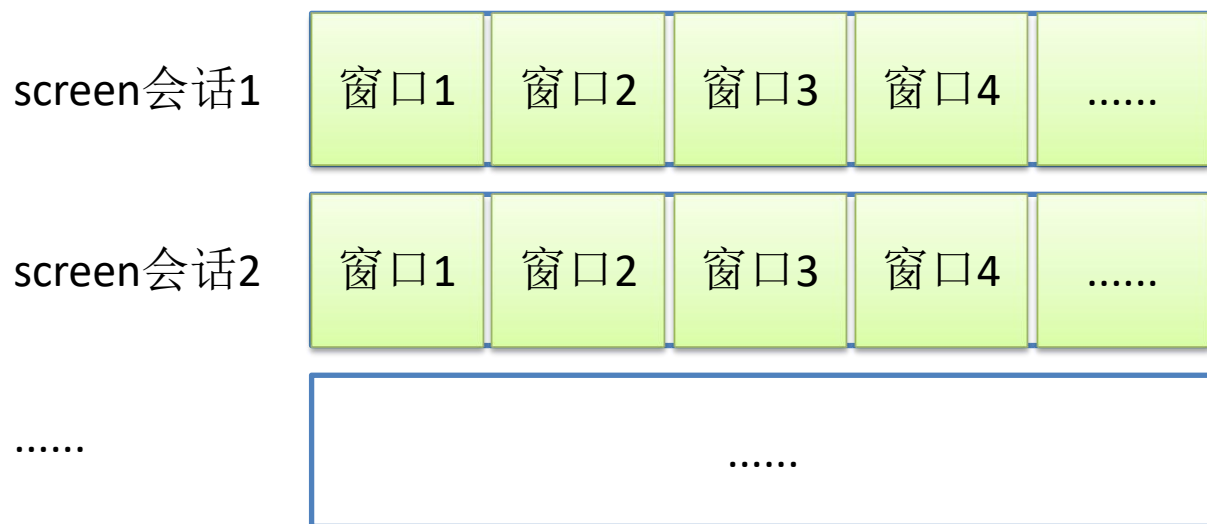 screen会话1 窗口1 窗口2 窗口3 窗口4 ......
screen会话2 窗口1 窗口2 窗口3 窗口4 ......
...... ......